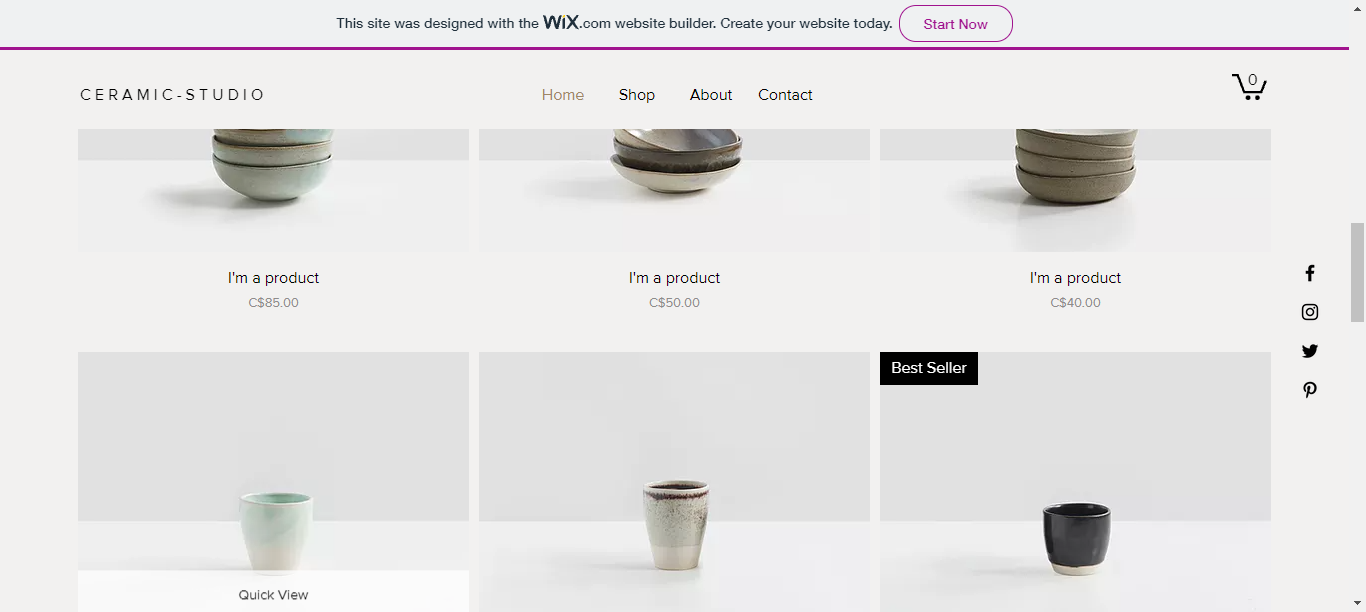 This site was designed with the WiX.com website builder. Create your website today. Start Now
CERAMIC-STUDIO
Home Shop About Contact
0
I'm a product I'm a product I'm a product
C$85.00 C$50.00 C$40.00
Best Seller
Quick View